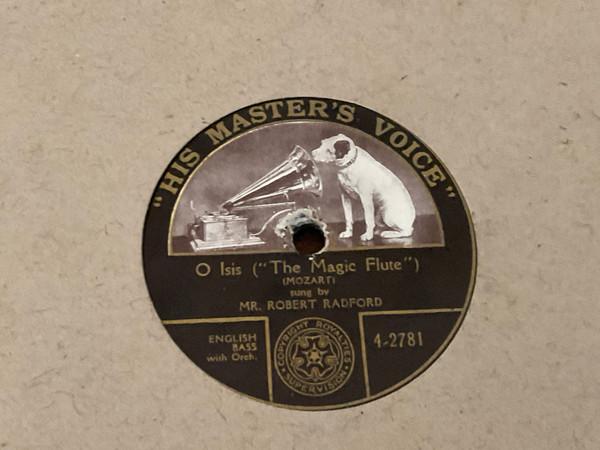 "HIS MASTER'S VOICE"
O Isis ("The Magic Flute")
(MOZART)
sung by
MR. ROBERT RADFORD
ENGLISH
BASS
with Orch.
COPYRIGHT ROYALTIES
SUPERVISION
4-2781